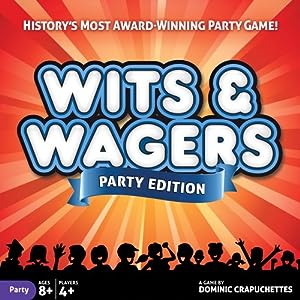 HISTORY'S MOST AWARD-WINNING PARTY GAME!
WITS &
WAGERS
PARTY EDITION
Party
AGES
8+
PLAYERS
4+
A GAME BY
DOMINIC CRAPUCHETTES